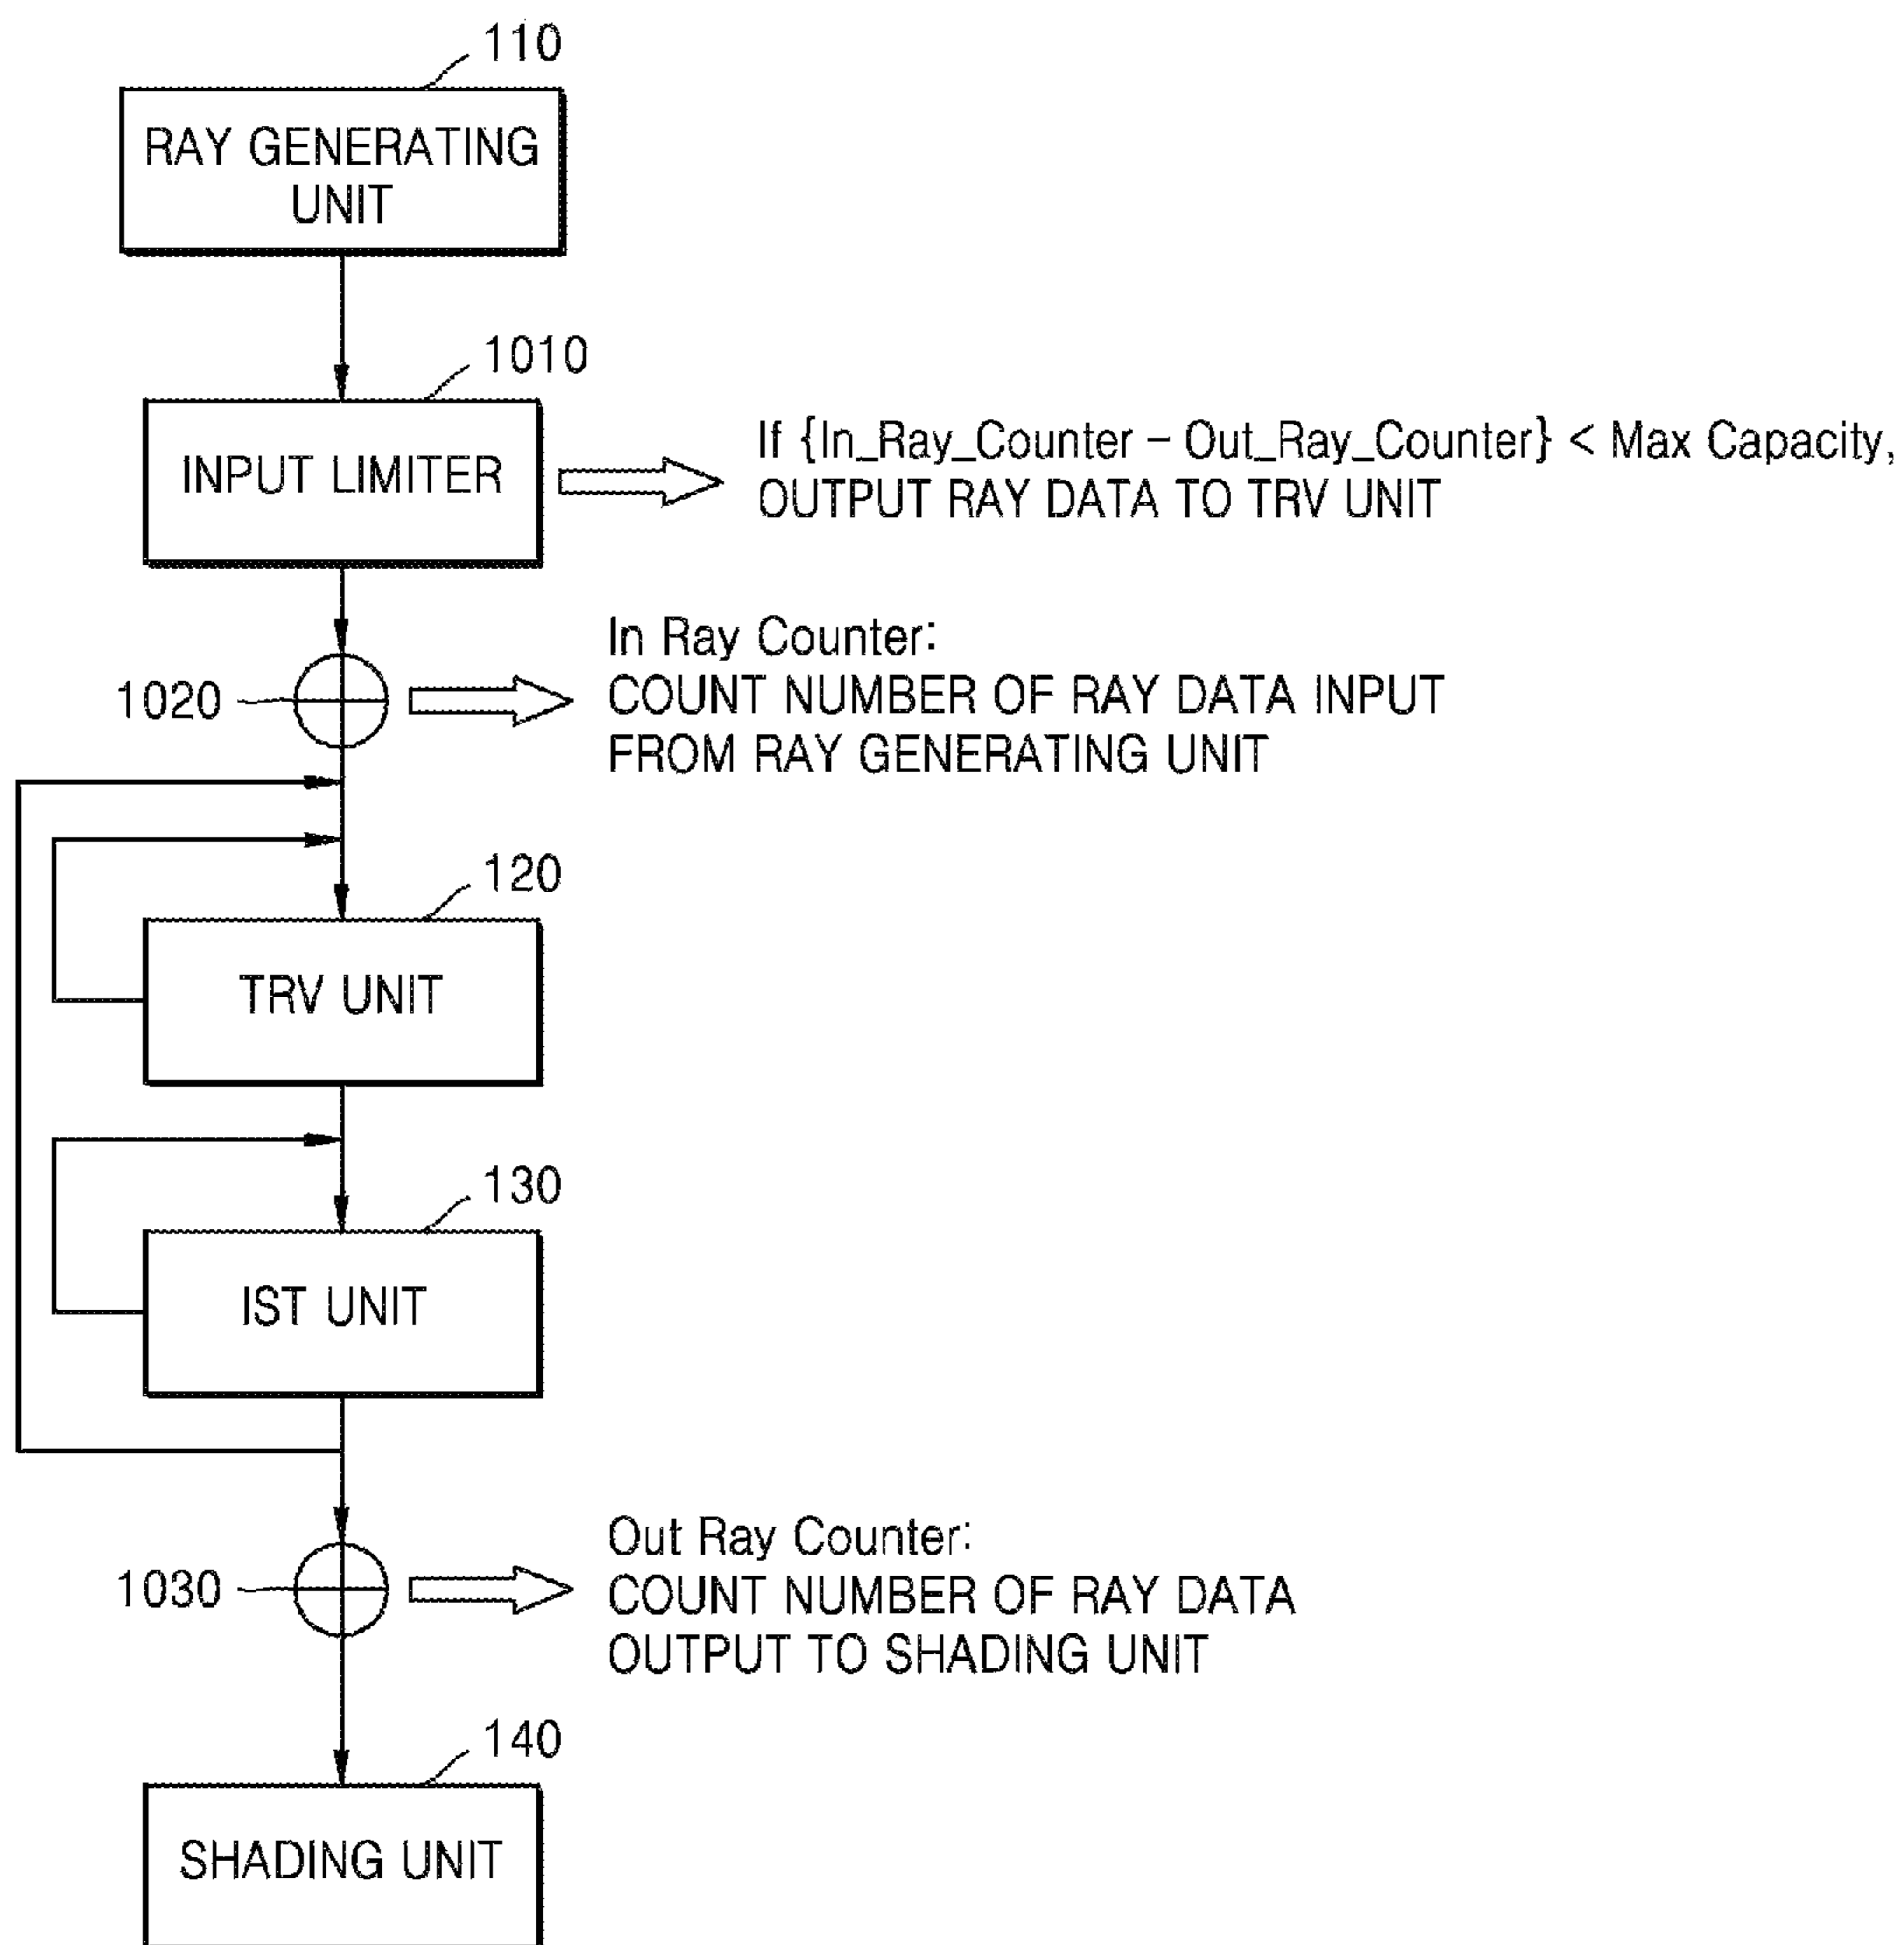 110
RAY GENERATING
UNIT
1010
INPUT LIMITER
If {In_Ray_Counter – Out_Ray_Counter} < Max Capacity,
OUTPUT RAY DATA TO TRV UNIT
1020
In Ray Counter:
COUNT NUMBER OF RAY DATA INPUT
FROM RAY GENERATING UNIT
120
TRV UNIT
130
IST UNIT
1030
Out Ray Counter:
COUNT NUMBER OF RAY DATA
OUTPUT TO SHADING UNIT
140
SHADING UNIT